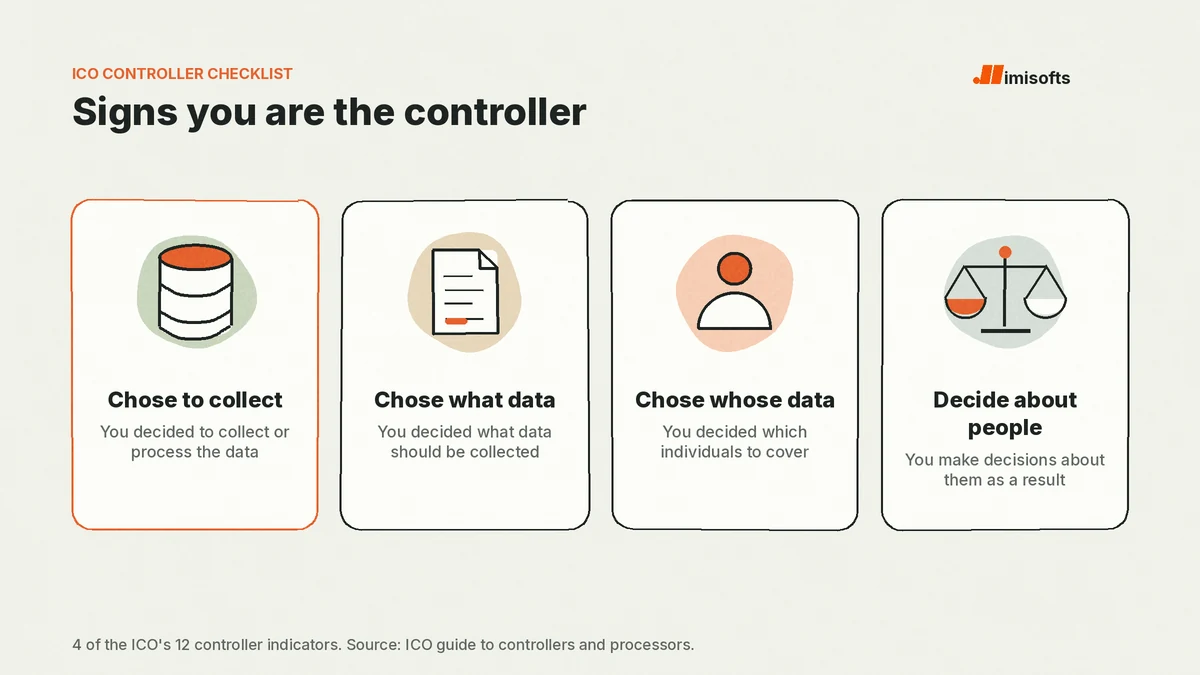 ICO CONTROLLER CHECKLIST
Signs you are the controller
imisofts
Chose to collect
You decided to collect or
process the data
Chose what data
You decided what data
should be collected
Chose whose data
You decided which
individuals to cover
Decide about
people
You make decisions about
them as a result
4 of the ICO's 12 controller indicators. Source: ICO guide to controllers and processors.